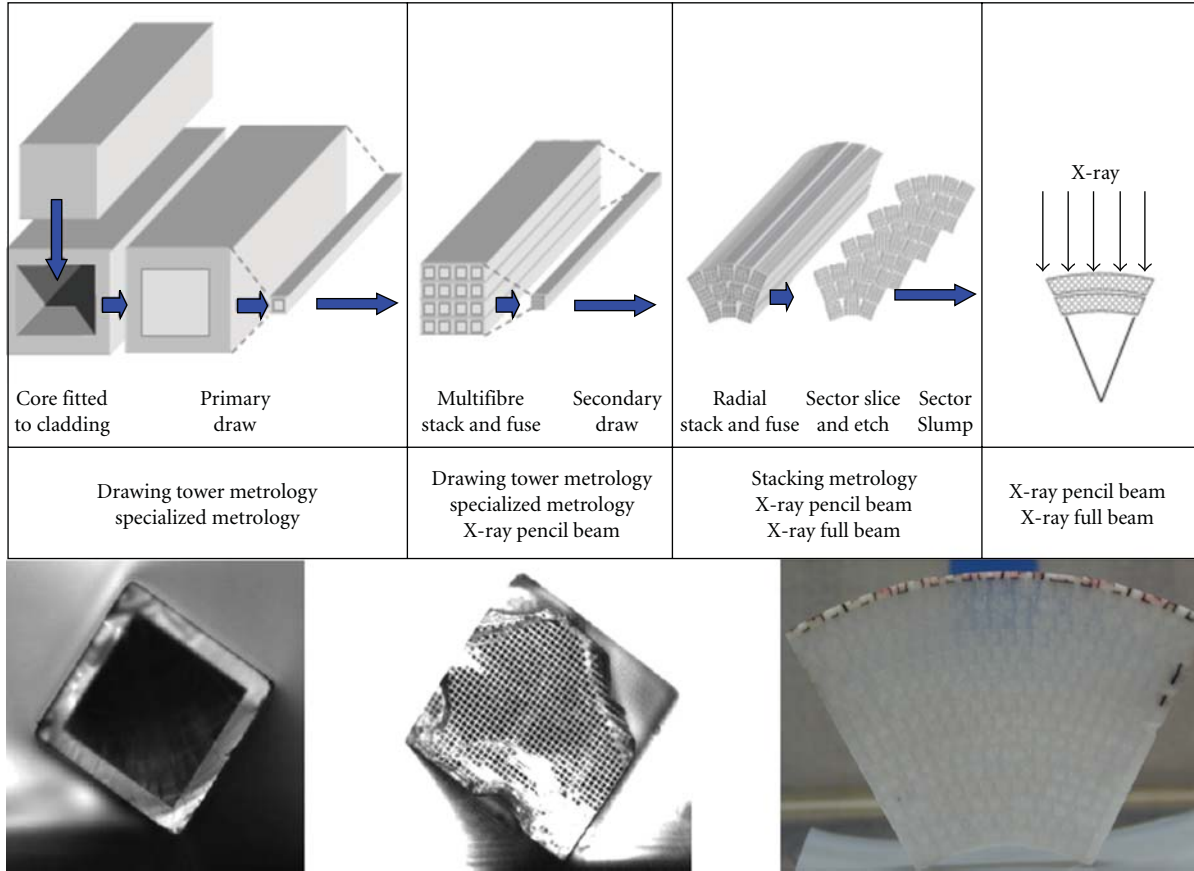 X-ray
Core fitted
to cladding
Primary
draw
Multifibre
stack and fuse
Secondary
draw
Radial
stack and fuse
Sector slice
and etch
Sector
Slump
Drawing tower metrology
specialized metrology
Drawing tower metrology
specialized metrology
X-ray pencil beam
Stacking metrology
X-ray pencil beam
X-ray full beam
X-ray pencil beam
X-ray full beam